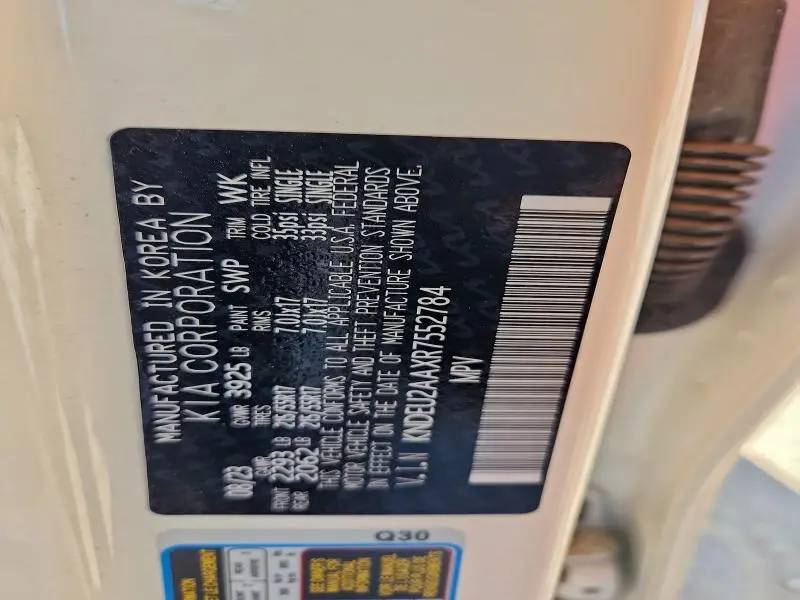 MANUFACTURED IN KOREA BY
KIA CORPORATION
08/23 GVWR 3925 LB PAINT SWP TRIM WK
GAWR TIRES RIMS COLD TIRE INFL
FRONT 2293 LB 215/55R17 7.0Jx17 35psi SINGLE
REAR 2062 LB 215/55R17 7.0Jx17 33psi SINGLE
THIS VEHICLE CONFORMS TO ALL APPLICABLE U.S.A. FEDERAL
MOTOR VEHICLE SAFETY AND THEFT PREVENTION STANDARDS
IN EFFECT ON THE DATE OF MANUFACTURE SHOWN ABOVE.
V.I.N KNDEU2AAXR7552784
MPV
Q30